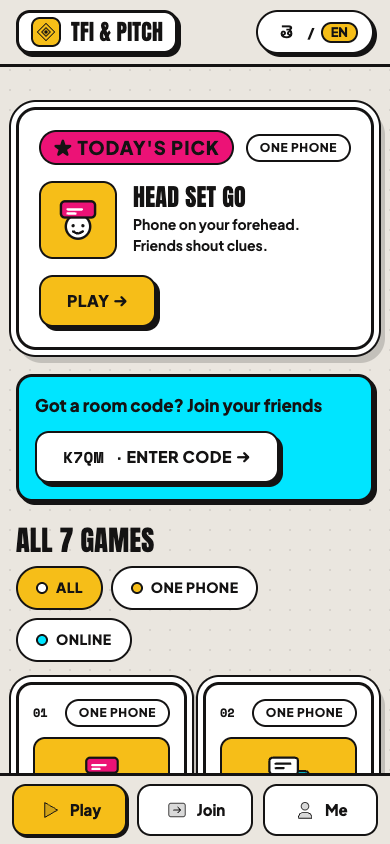 TFI & PITCH
తె / EN
★ TODAY'S PICK
ONE PHONE
HEAD SET GO
Phone on your forehead.
Friends shout clues.
PLAY →
Got a room code? Join your friends
K7QM · ENTER CODE →
ALL 7 GAMES
ALL
ONE PHONE
ONLINE
01 ONE PHONE
02 ONE PHONE
Play
Join
Me